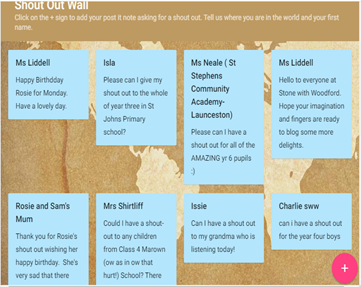 Shout Out Wall
Click on the + sign to add your post it note asking for a shout out. Tell us where you are in the world and your first
name.
Ms Liddell
Happy Birthdday
Rosie for Monday.
Have a lovely day.
Isla
Please can I give my
shout out to the whole
of year three in St
Johns Primary
school?
Ms Neale ( St
Stephens
Community
Academy-
Launceston)
Please can I have a
shout out for all of the
AMAZING yr 6 pupils
:)
Ms Liddell
Hello to everyone at
Stone with Woodford.
Hope your imagination
and fingers are ready
to blog some more
delights.
Rosie and Sam's
Mum
Thank you for Rosie's
shout out wishing her
happy birthday. She's
very sad that there
Mrs Shirtliff
Could I have a shout-
out to any children
from Class 4 Marown
(ow as in ow that
hurt!) School? There
Issie
Can I have a shout out
to my grandma who is
listening today!
Charlie sww
can i have a shout out
for the year four boys
+